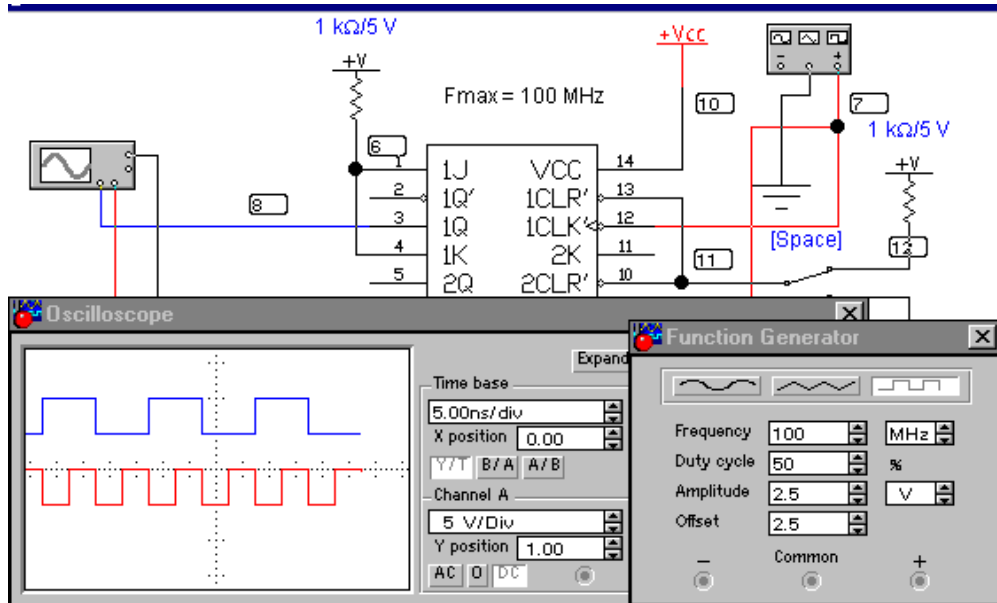 1 kΩ/5 V
+Vcc
+V
Fmax = 100 MHz
10
7
1 kΩ/5 V
6
+V
1 1J VCC 14
2 1Q' 1CLR' 13
8
3 1Q 1CLK' 12
[Space]
4 1K 2K 11
11
12
5 2Q 2CLR' 10
Oscilloscope
Expand
Time base
5.00ns/div
X position 0.00
Y/T B/A A/B
Channel A
5 V/Div
Y position 1.00
AC 0 DC
Function Generator
Frequency 100 MHz
Duty cycle 50 %
Amplitude 2.5 V
Offset 2.5
− Common +